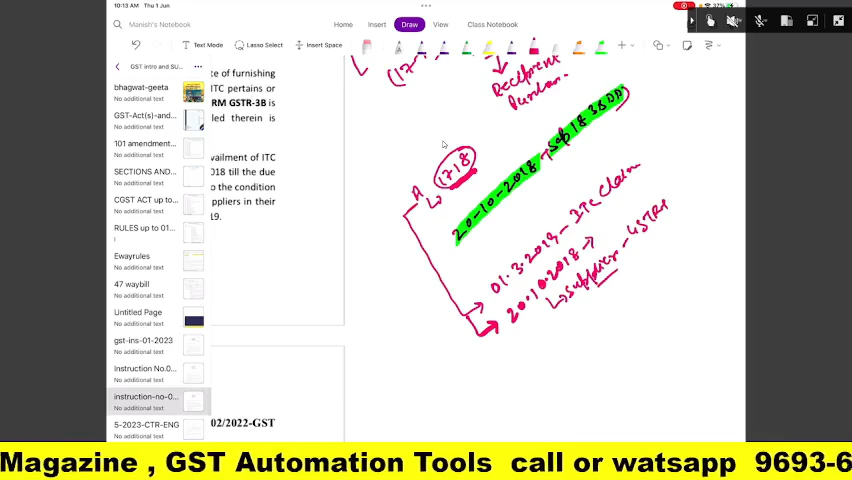 10:13 AM Thu 1 Jun
37%
Manish's Notebook
Home Insert Draw View Class Notebook
Text Mode Lasso Select Insert Space
GST intro and SU...
bhagwat-geeta
No additional text
GST-Act(s)-and...
No additional text
101 amendment...
No additional text
SECTIONS AND...
No additional text
CGST ACT up to...
No additional text
RULES up to 01...
I
Ewayrules
No additional text
47 waybill
No additional text
Untitled Page
No additional text
gst-ins-01-2023
No additional text
Instruction No.0...
No additional text
instruction-no-0...
No additional text
5-2023-CTR-ENG
No additional text
te of furnishing
ITC pertains or
RM GSTR-3B is
led therein is
vailment of ITC
018 till the due
o the condition
ppliers in their
19.
02/2022-GST
(17-1
Recipient
Purchan.
A
1718
20-10-2018 → Sep 18 3B DD
01.3.2019 - ITC Claim
20.10.2018 →
Supplier - GSTR1
Magazine , GST Automation Tools call or watsapp 9693-6